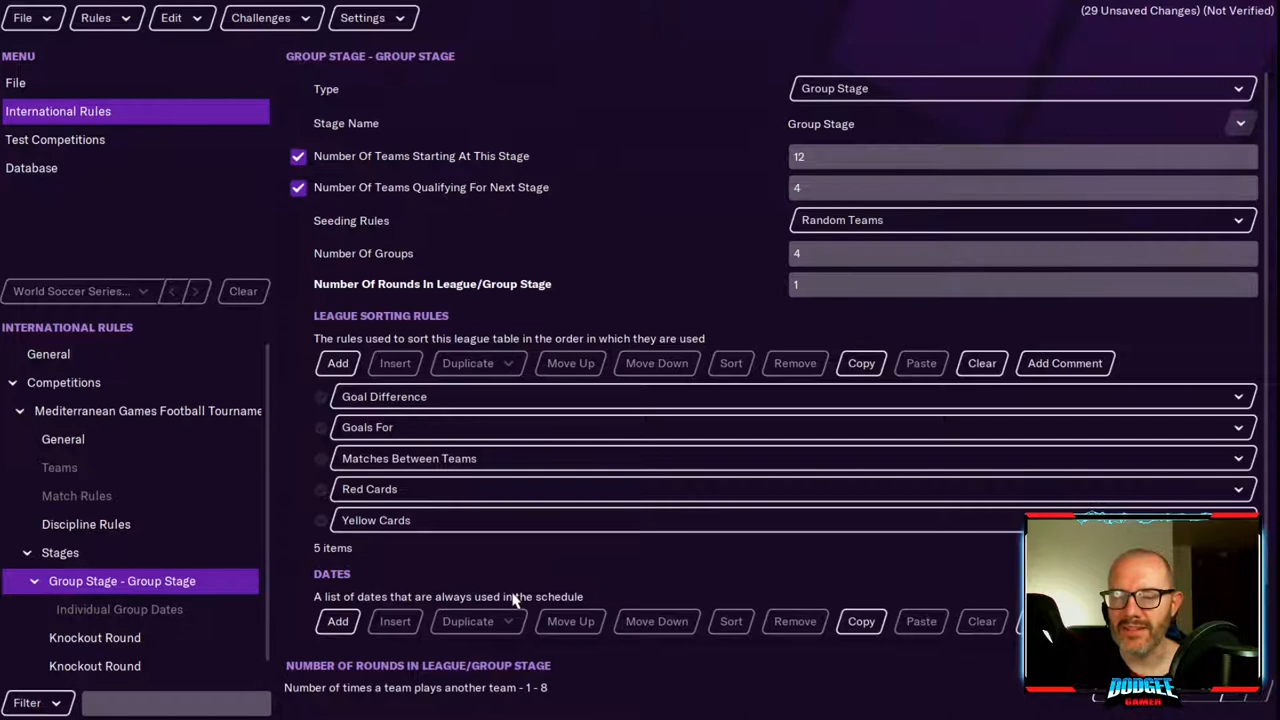 File Rules Edit Challenges Settings (29 Unsaved Changes) (Not Verified)
MENU
File
International Rules
Test Competitions
Database
World Soccer Series... < > Clear
INTERNATIONAL RULES
General
Competitions
Mediterranean Games Football Tourname
General
Teams
Match Rules
Discipline Rules
Stages
Group Stage - Group Stage
Individual Group Dates
Knockout Round
Knockout Round
Filter
GROUP STAGE - GROUP STAGE
Type Group Stage
Stage Name Group Stage
Number Of Teams Starting At This Stage 12
Number Of Teams Qualifying For Next Stage 4
Seeding Rules Random Teams
Number Of Groups 4
Number Of Rounds In League/Group Stage 1
LEAGUE SORTING RULES
The rules used to sort this league table in the order in which they are used
Add Insert Duplicate Move Up Move Down Sort Remove Copy Paste Clear Add Comment
Goal Difference
Goals For
Matches Between Teams
Red Cards
Yellow Cards
5 items
DATES
A list of dates that are always used in the schedule
Add Insert Duplicate Move Up Move Down Sort Remove Copy Paste Clear
NUMBER OF ROUNDS IN LEAGUE/GROUP STAGE
Number of times a team plays another team - 1 - 8
DODGEE
GAMER